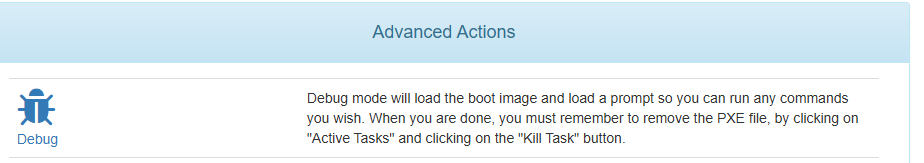 Advanced Actions
Debug mode will load the boot image and load a prompt so you can run any commands
you wish. When you are done, you must remember to remove the PXE file, by clicking on
"Active Tasks" and clicking on the "Kill Task" button.
Debug